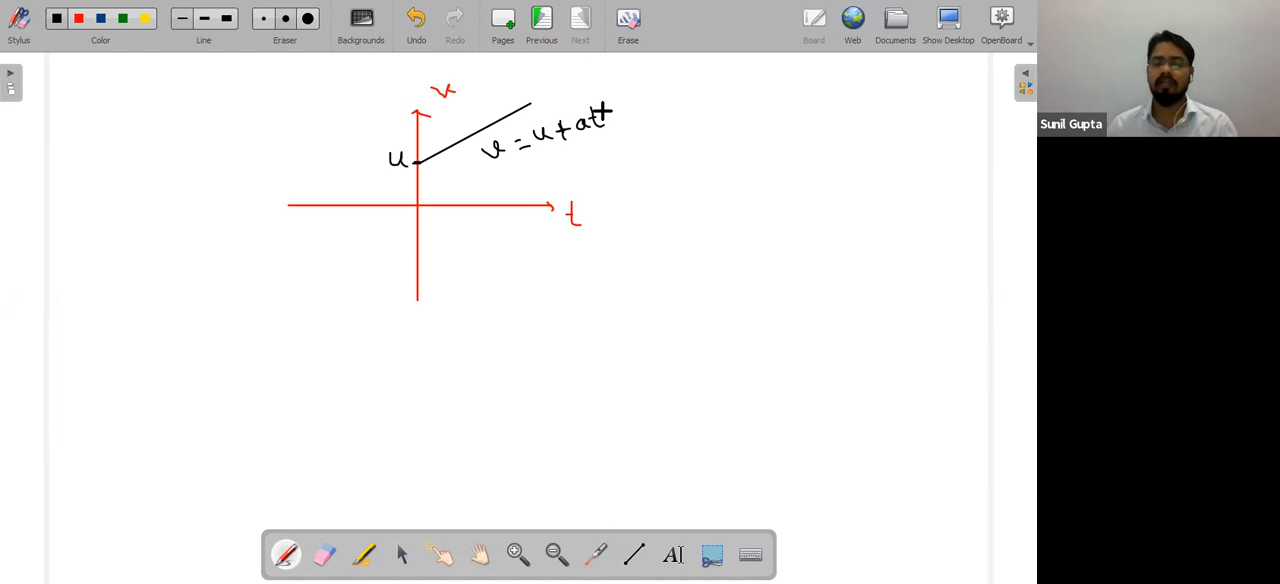 Stylus Color Line Eraser Backgrounds Undo Redo Pages Previous Next Erase Board Web Documents Show Desktop OpenBoard
Sunil Gupta
v
u
v = u + at
t
AI